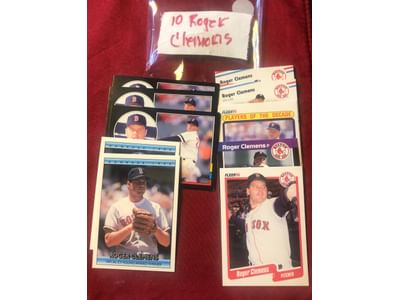 10 Roger
Clemens
Roger Clemens
Roger Clemens
FLEER
PLAYERS OF THE DECADE
Roger Clemens P
FLEER
Roger Clemens
PITCHER
ROGER CLEMENS